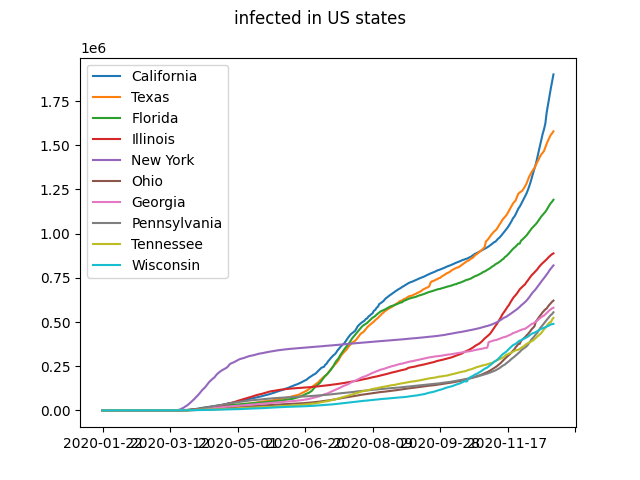 infected in US states
1e6
California
Texas
Florida
Illinois
New York
Ohio
Georgia
Pennsylvania
Tennessee
Wisconsin
1.75
1.50
1.25
1.00
0.75
0.50
0.25
0.00
2020-01-22 2020-03-12 2020-05-01 2020-06-20 2020-08-09 2020-09-28 2020-11-17